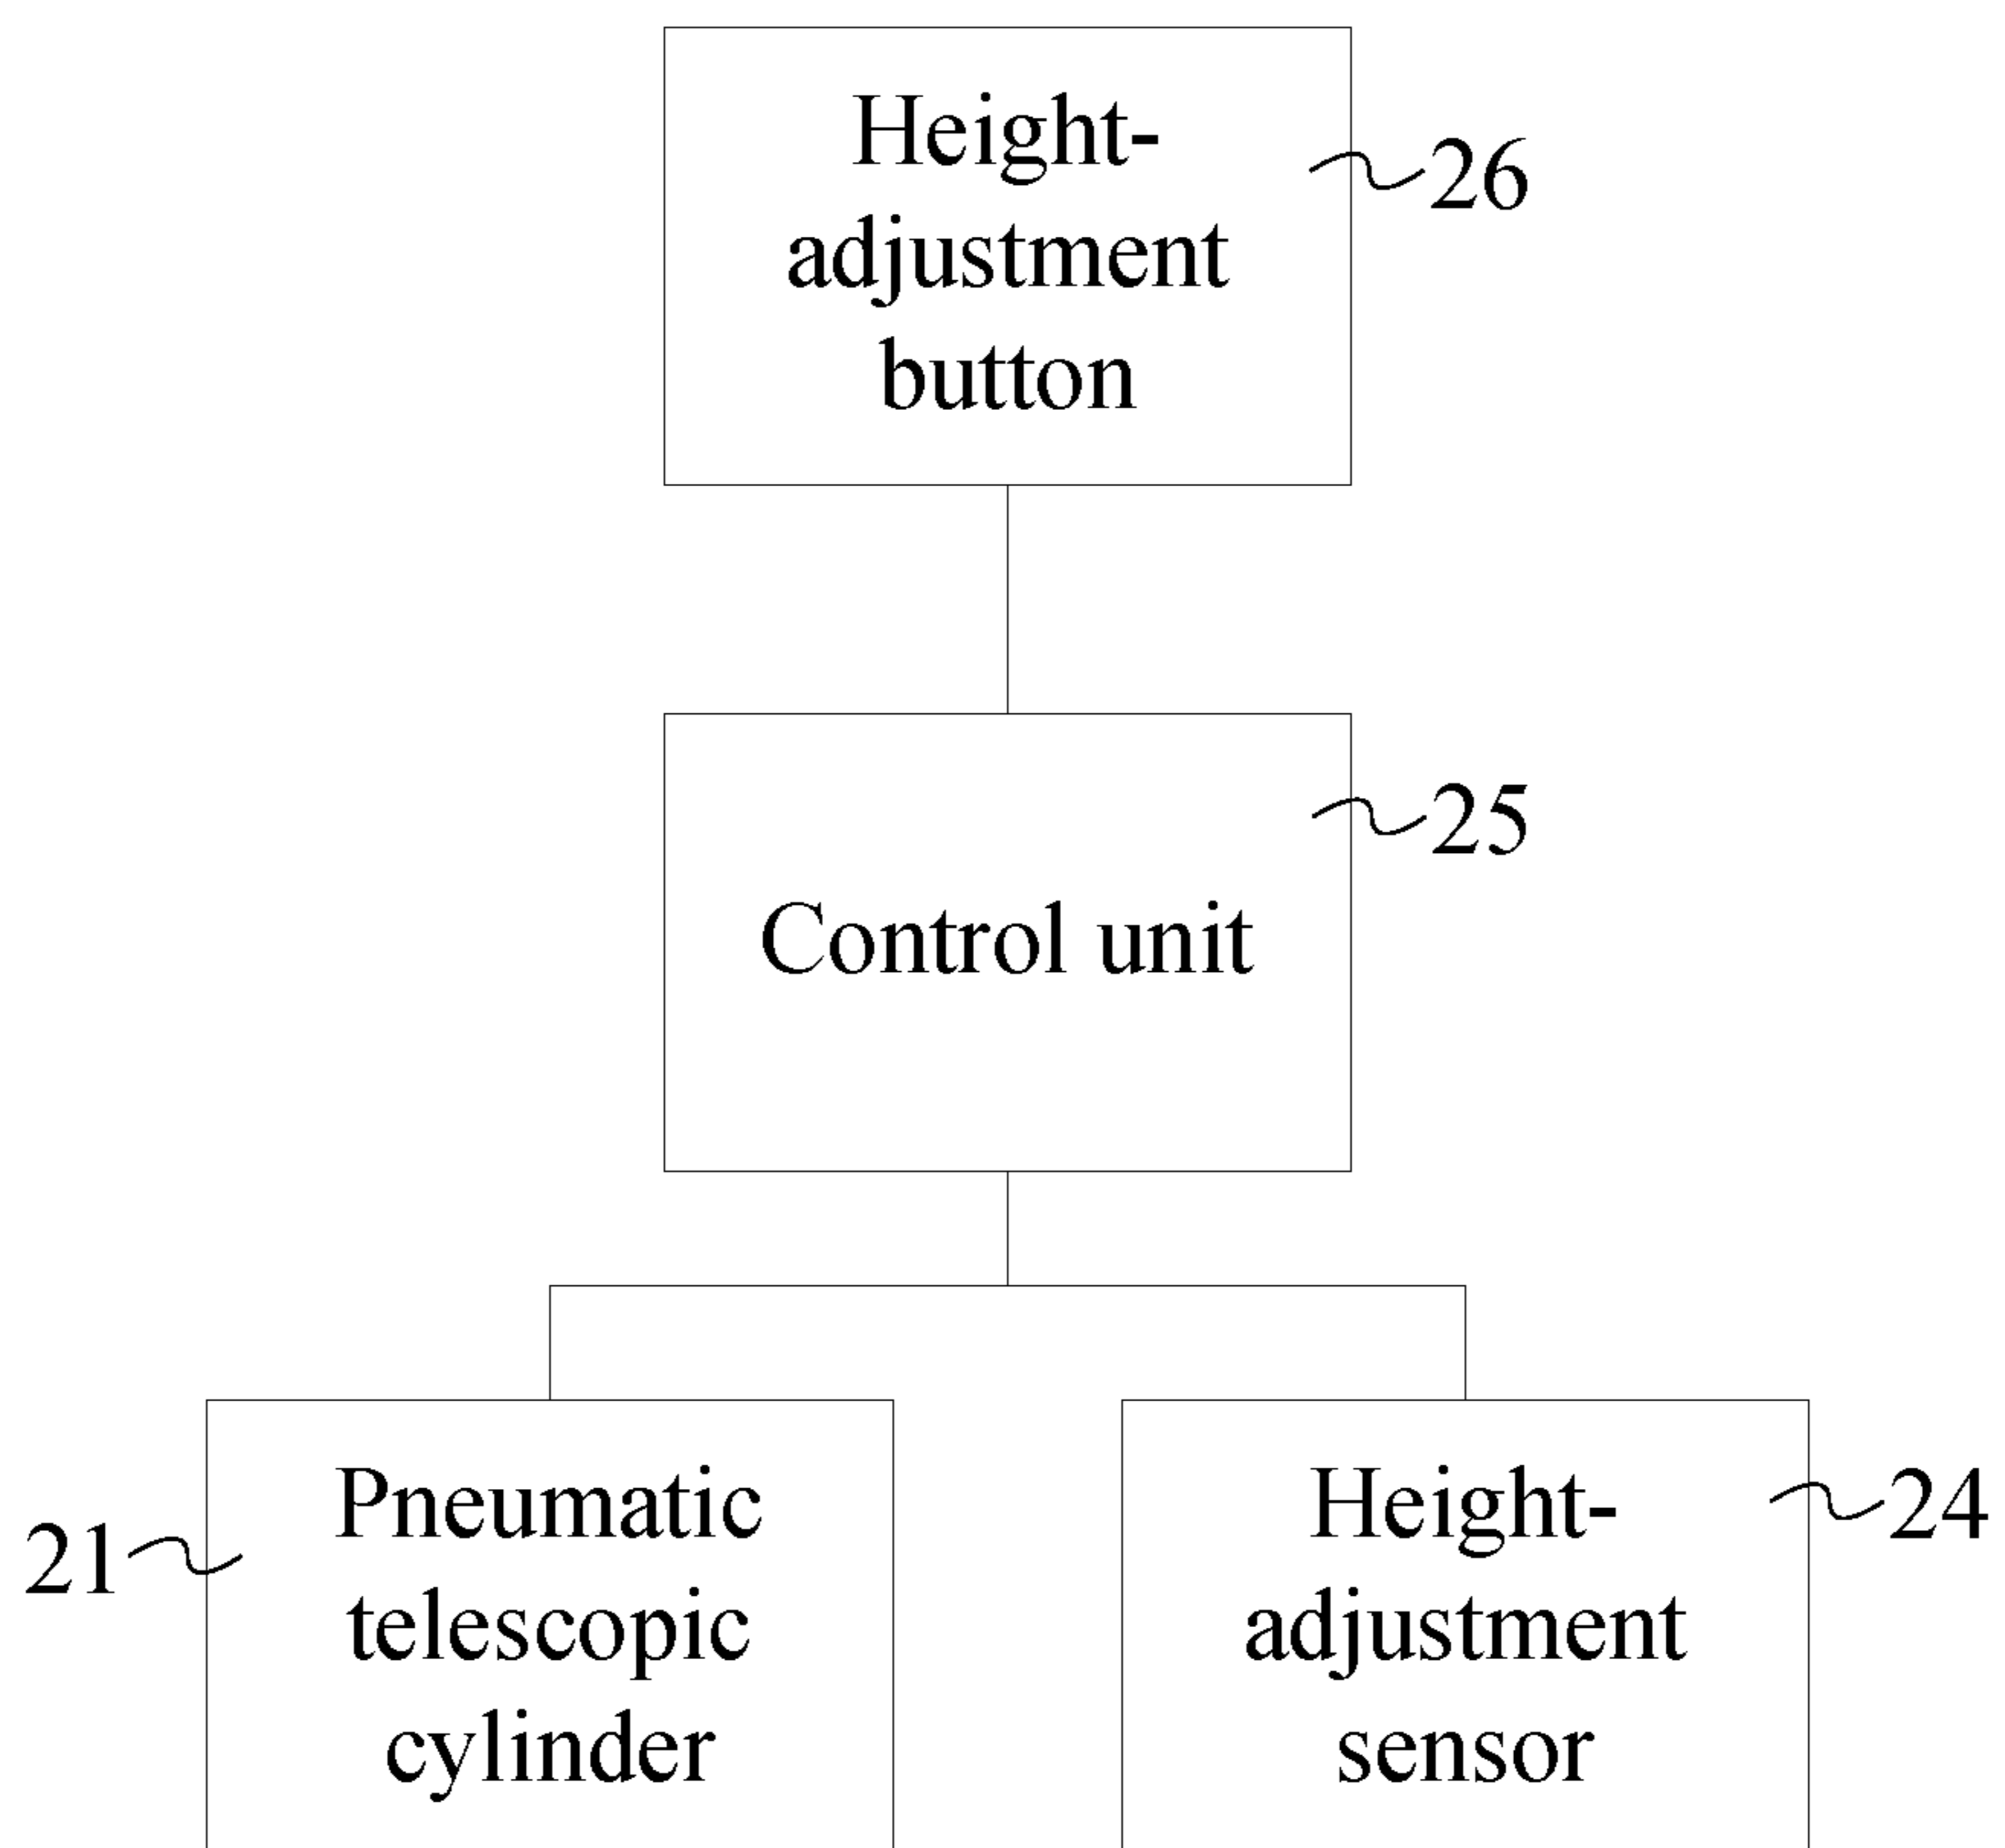 Height-
adjustment
button
26
Control unit
25
Pneumatic
telescopic
cylinder
21
Height-
adjustment
sensor
24